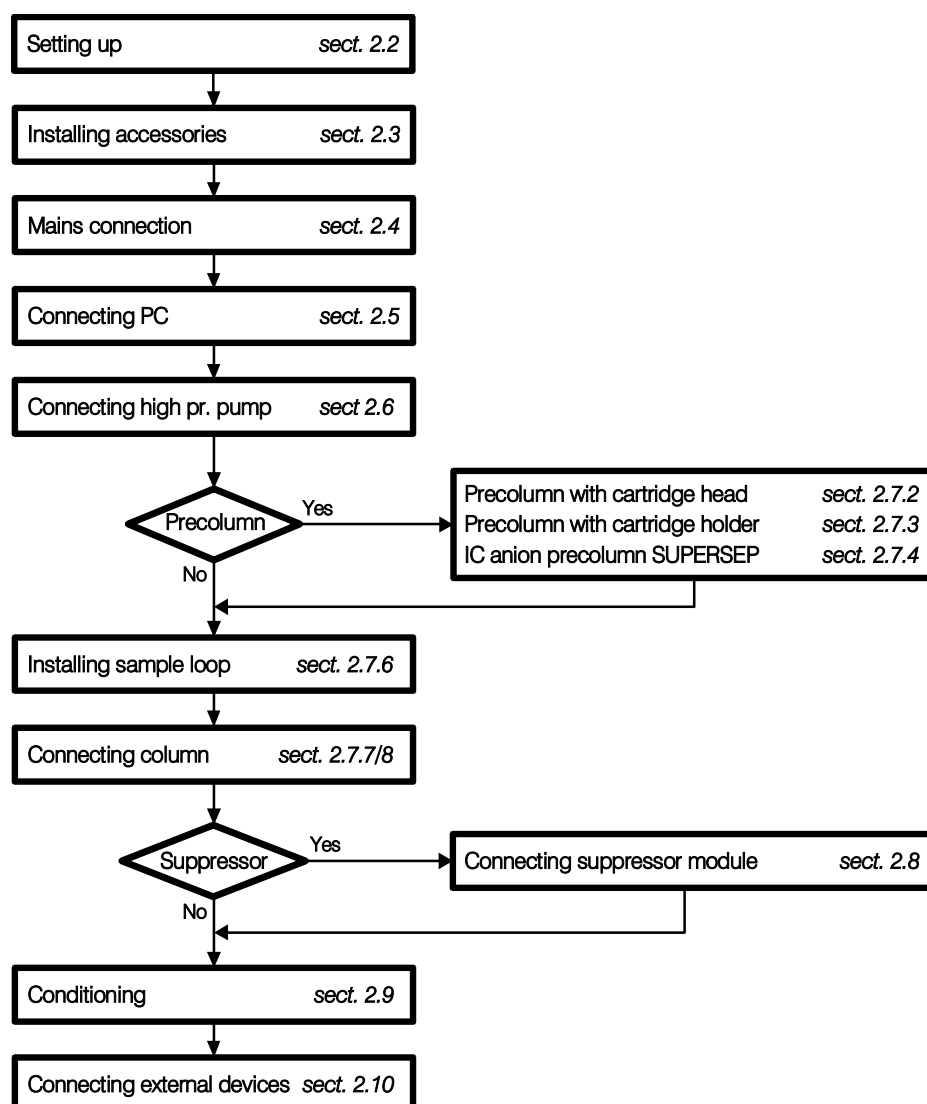 Setting up sect. 2.2
Installing accessories sect. 2.3
Mains connection sect. 2.4
Connecting PC sect. 2.5
Connecting high pr. pump sect 2.6
Precolumn
Yes
No
Precolumn with cartridge head sect. 2.7.2
Precolumn with cartridge holder sect. 2.7.3
IC anion precolumn SUPERSEP sect. 2.7.4
Installing sample loop sect. 2.7.6
Connecting column sect. 2.7.7/8
Suppressor
Yes
No
Connecting suppressor module sect. 2.8
Conditioning sect. 2.9
Connecting external devices sect. 2.10